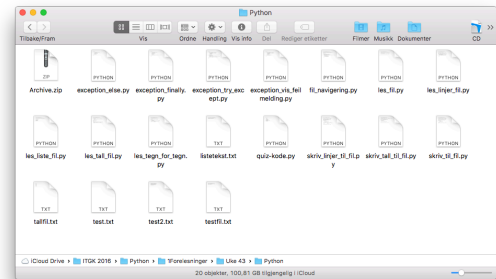 Python
Tilbake/Fram
Vis
Ordne
Handling
Vis info
Del
Rediger etiketter
Filmer
Musikk
Dokumenter
CD
ZIP
PYTHON
PYTHON
PYTHON
PYTHON
PYTHON
PYTHON
PYTHON
Archive.zip
exception_else.py
exception_finally.
py
exception_try_exc
ept.py
exception_vis_feil
melding.py
fil_navigering.py
les_fil.py
les_linjer_fil.py
PYTHON
PYTHON
PYTHON
TXT
PYTHON
PYTHON
PYTHON
PYTHON
les_liste_fil.py
les_tall_fil.py
les_tegn_for_tegn.
py
listetekst.txt
quiz-kode.py
skriv_linjer_til_fil.p
y
skriv_tall_til_fil.py
skriv_til_fil.py
TXT
TXT
TXT
TXT
tallfil.txt
test.txt
test2.txt
testfil.txt
iCloud Drive
ITGK 2016
Python
1Forelesninger
Uke 43
Python
20 objekter, 100,81 GB tilgjengelig i iCloud